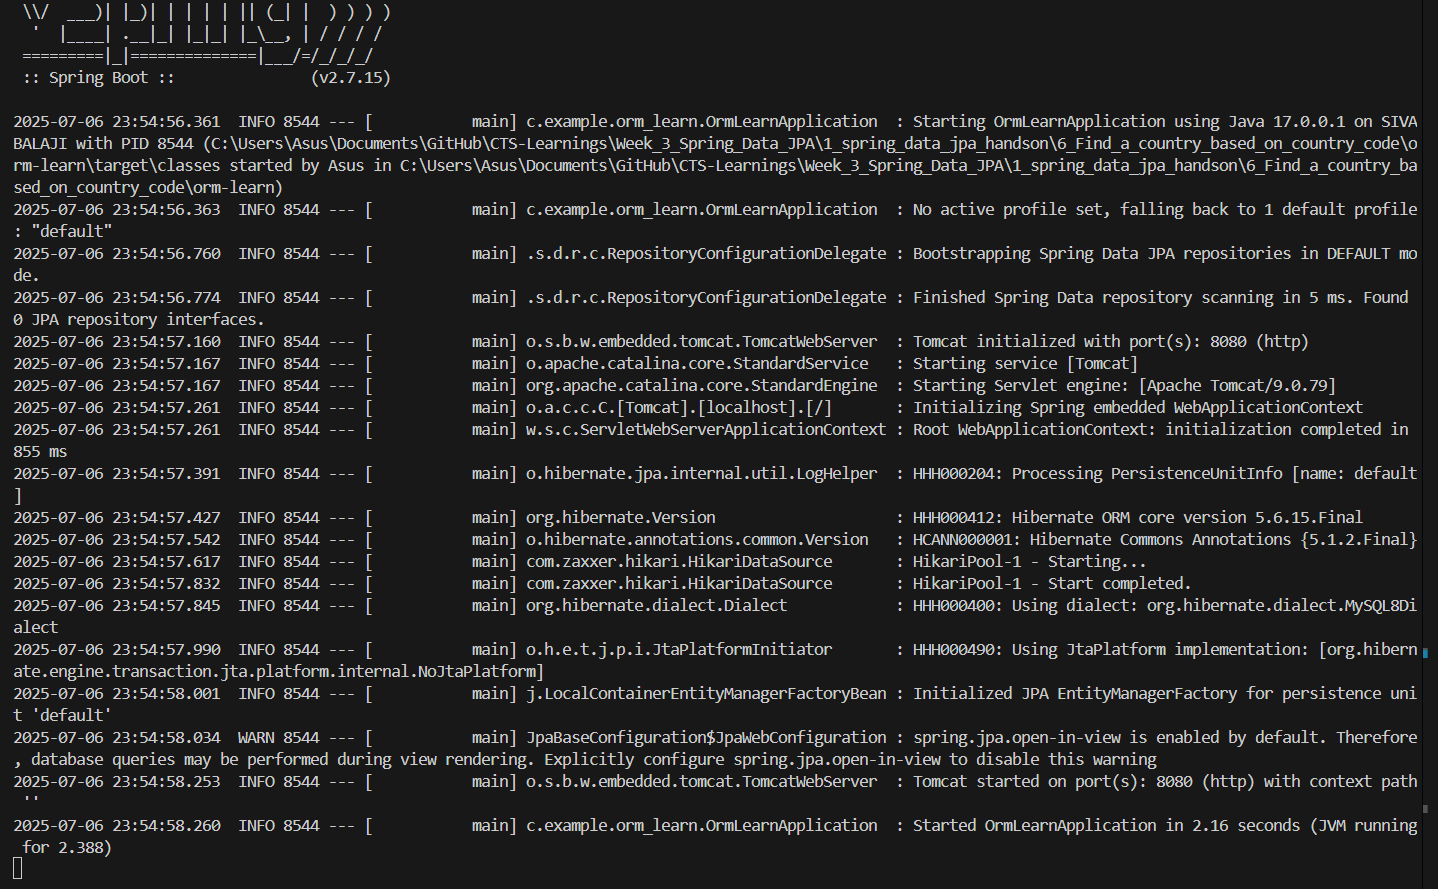 \\/  ___)| |_)| | | | | || (_| |  ) ) ) )
  '  |____| .__|_| |_|_| |_\__, | / / / /
 =========|_|==============|___/=/_/_/_/
 :: Spring Boot ::               (v2.7.15)
2025-07-06 23:54:56.361  INFO 8544 --- [           main] c.example.orm_learn.OrmLearnApplication  : Starting OrmLearnApplication using Java 17.0.0.1 on SIVA
BALAJI with PID 8544 (C:\Users\Asus\Documents\GitHub\CTS-Learnings\Week_3_Spring_Data_JPA\1_spring_data_jpa_handson\6_Find_a_country_based_on_country_code\o
rm-learn\target\classes started by Asus in C:\Users\Asus\Documents\GitHub\CTS-Learnings\Week_3_Spring_Data_JPA\1_spring_data_jpa_handson\6_Find_a_country_ba
sed_on_country_code\orm-learn)
2025-07-06 23:54:56.363  INFO 8544 --- [           main] c.example.orm_learn.OrmLearnApplication  : No active profile set, falling back to 1 default profile
: "default"
2025-07-06 23:54:56.760  INFO 8544 --- [           main] .s.d.r.c.RepositoryConfigurationDelegate : Bootstrapping Spring Data JPA repositories in DEFAULT mo
de.
2025-07-06 23:54:56.774  INFO 8544 --- [           main] .s.d.r.c.RepositoryConfigurationDelegate : Finished Spring Data repository scanning in 5 ms. Found
0 JPA repository interfaces.
2025-07-06 23:54:57.160  INFO 8544 --- [           main] o.s.b.w.embedded.tomcat.TomcatWebServer  : Tomcat initialized with port(s): 8080 (http)
2025-07-06 23:54:57.167  INFO 8544 --- [           main] o.apache.catalina.core.StandardService   : Starting service [Tomcat]
2025-07-06 23:54:57.167  INFO 8544 --- [           main] org.apache.catalina.core.StandardEngine  : Starting Servlet engine: [Apache Tomcat/9.0.79]
2025-07-06 23:54:57.261  INFO 8544 --- [           main] o.a.c.c.C.[Tomcat].[localhost].[/]       : Initializing Spring embedded WebApplicationContext
2025-07-06 23:54:57.261  INFO 8544 --- [           main] w.s.c.ServletWebServerApplicationContext : Root WebApplicationContext: initialization completed in
855 ms
2025-07-06 23:54:57.391  INFO 8544 --- [           main] o.hibernate.jpa.internal.util.LogHelper  : HHH000204: Processing PersistenceUnitInfo [name: default
]
2025-07-06 23:54:57.427  INFO 8544 --- [           main] org.hibernate.Version                    : HHH000412: Hibernate ORM core version 5.6.15.Final
2025-07-06 23:54:57.542  INFO 8544 --- [           main] o.hibernate.annotations.common.Version   : HCANN000001: Hibernate Commons Annotations {5.1.2.Final}
2025-07-06 23:54:57.617  INFO 8544 --- [           main] com.zaxxer.hikari.HikariDataSource       : HikariPool-1 - Starting...
2025-07-06 23:54:57.832  INFO 8544 --- [           main] com.zaxxer.hikari.HikariDataSource       : HikariPool-1 - Start completed.
2025-07-06 23:54:57.845  INFO 8544 --- [           main] org.hibernate.dialect.Dialect            : HHH000400: Using dialect: org.hibernate.dialect.MySQL8Di
alect
2025-07-06 23:54:57.990  INFO 8544 --- [           main] o.h.e.t.j.p.i.JtaPlatformInitiator       : HHH000490: Using JtaPlatform implementation: [org.hibern
ate.engine.transaction.jta.platform.internal.NoJtaPlatform]
2025-07-06 23:54:58.001  INFO 8544 --- [           main] j.LocalContainerEntityManagerFactoryBean : Initialized JPA EntityManagerFactory for persistence uni
t 'default'
2025-07-06 23:54:58.034  WARN 8544 --- [           main] JpaBaseConfiguration$JpaWebConfiguration : spring.jpa.open-in-view is enabled by default. Therefore
, database queries may be performed during view rendering. Explicitly configure spring.jpa.open-in-view to disable this warning
2025-07-06 23:54:58.253  INFO 8544 --- [           main] o.s.b.w.embedded.tomcat.TomcatWebServer  : Tomcat started on port(s): 8080 (http) with context path
 ''
2025-07-06 23:54:58.260  INFO 8544 --- [           main] c.example.orm_learn.OrmLearnApplication  : Started OrmLearnApplication in 2.16 seconds (JVM running
 for 2.388)